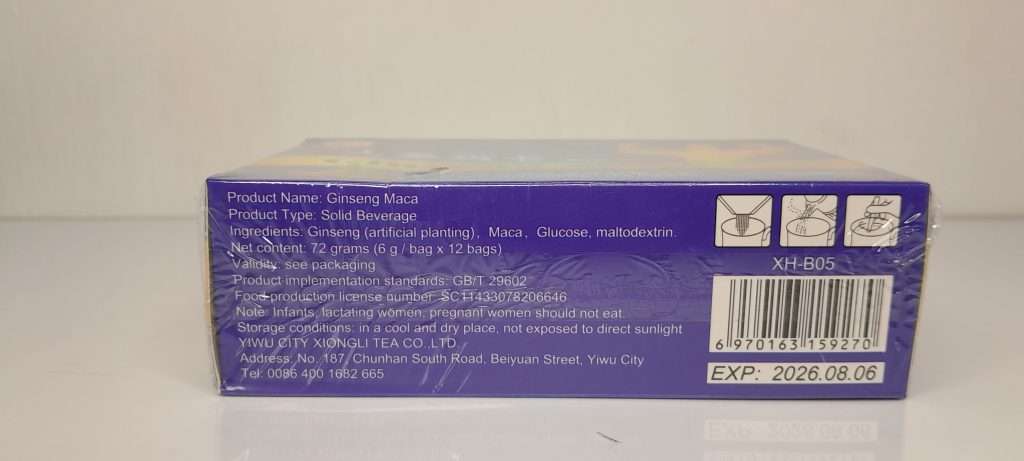 Product Name: Ginseng Maca
Product Type: Solid Beverage
Ingredients: Ginseng (artificial planting), Maca, Glucose, maltodextrin.
Net content: 72 grams (6 g / bag x 12 bags)
Validity: see packaging
Product implementation standards: GB/T 29602
Food production license number: SC11433078206646
Note: Infants, lactating women, pregnant women should not eat.
Storage conditions: in a cool and dry place, not exposed to direct sunlight
YIWU CITY XIONGLI TEA CO.,LTD.
Address: No. 187, Chunhan South Road, Beiyuan Street, Yiwu City
Tel: 0086 400 1682 665
XH-B05
6 970163 159270
EXP: 2026.08.06